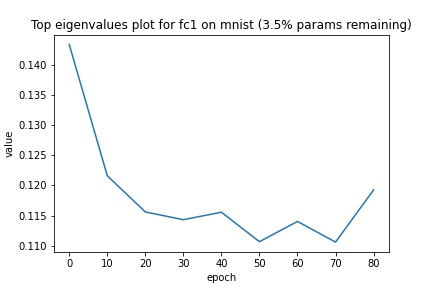 Top eigenvalues plot for fc1 on mnist (3.5% params remaining)
0.140
0.135
0.130
0.125
0.120
0.115
0.110
value
0 10 20 30 40 50 60 70 80
epoch